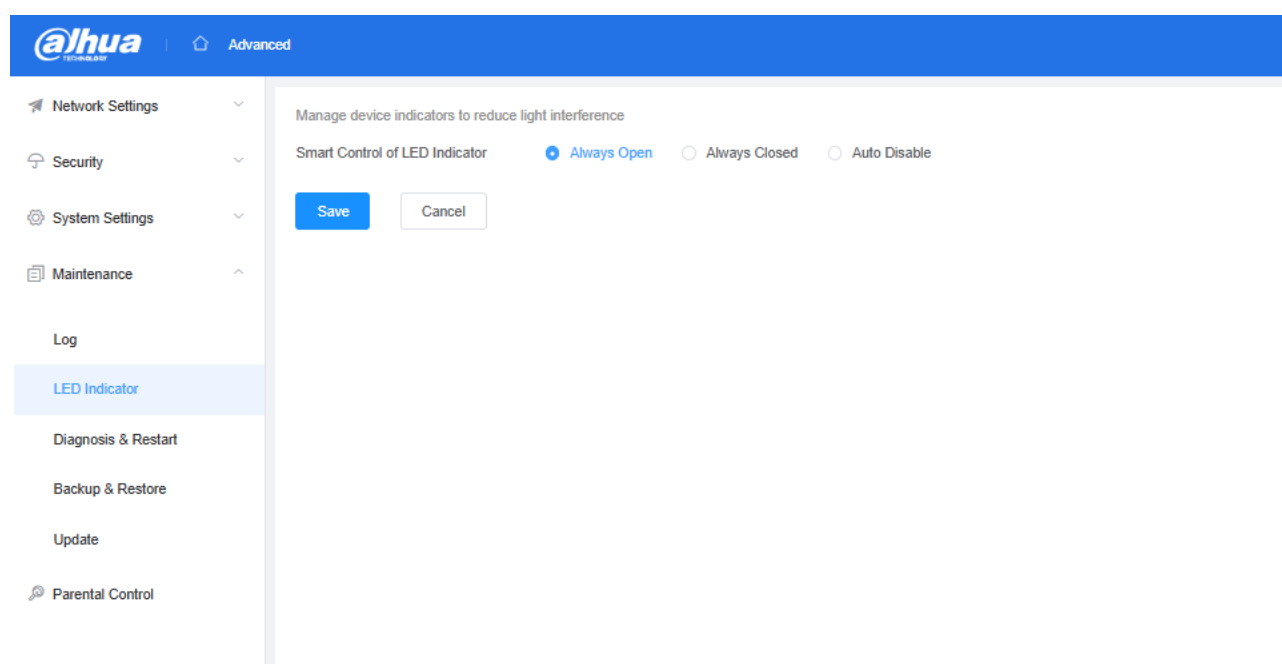 alhua
TECHNOLOGY
Advanced
Network Settings
Security
System Settings
Maintenance
Log
LED Indicator
Diagnosis & Restart
Backup & Restore
Update
Parental Control
Manage device indicators to reduce light interference
Smart Control of LED Indicator Always Open Always Closed Auto Disable
Save Cancel